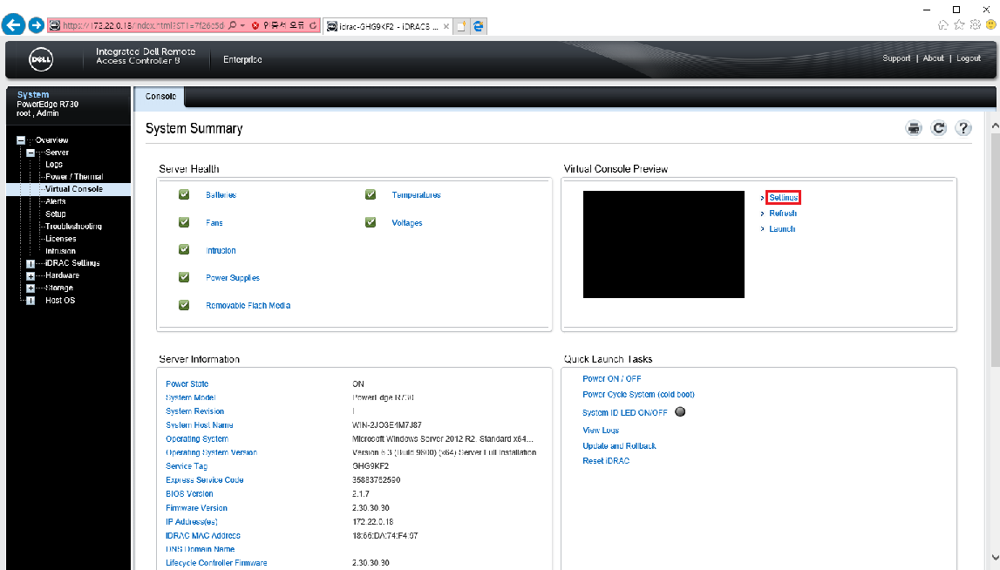 https://172.22.0.18/index.html?ST1=7f26d5d
인증서 오류
idrac-GHG9KF2 - iDRAC8 ...
DELL
Integrated Dell Remote
Access Controller 8
Enterprise
Support | About | Logout
System
PowerEdge R730
root , Admin
Console
Overview
Server
Logs
Power / Thermal
Virtual Console
Alerts
Setup
Troubleshooting
Licenses
Intrusion
iDRAC Settings
Hardware
Storage
Host OS
System Summary
Server Health
Batteries
Temperatures
Fans
Voltages
Intrusion
Power Supplies
Removable Flash Media
Virtual Console Preview
Settings
Refresh
Launch
Server Information
Power State ON
System Model PowerEdge R730
System Revision I
System Host Name WIN-2JO3E4M7J87
Operating System Microsoft Windows Server 2012 R2, Standard x64...
Operating System Version Version 6.3 (Build 9600) (x64) Server Full Installation
Service Tag GHG9KF2
Express Service Code 35883762590
BIOS Version 2.1.7
Firmware Version 2.30.30.30
IP Address(es) 172.22.0.18
iDRAC MAC Address 18:66:DA:74:F4:97
DNS Domain Name
Lifecycle Controller Firmware 2.30.30.30
Quick Launch Tasks
Power ON / OFF
Power Cycle System (cold boot)
System ID LED ON/OFF
View Logs
Update and Rollback
Reset iDRAC